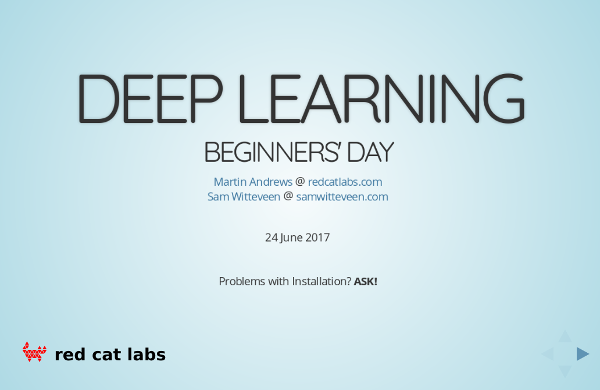 DEEP LEARNING
BEGINNERS' DAY
Martin Andrews @ redcatlabs.com
Sam Witteveen @ samwitteveen.com
24 June 2017
Problems with Installation? ASK!
red cat labs